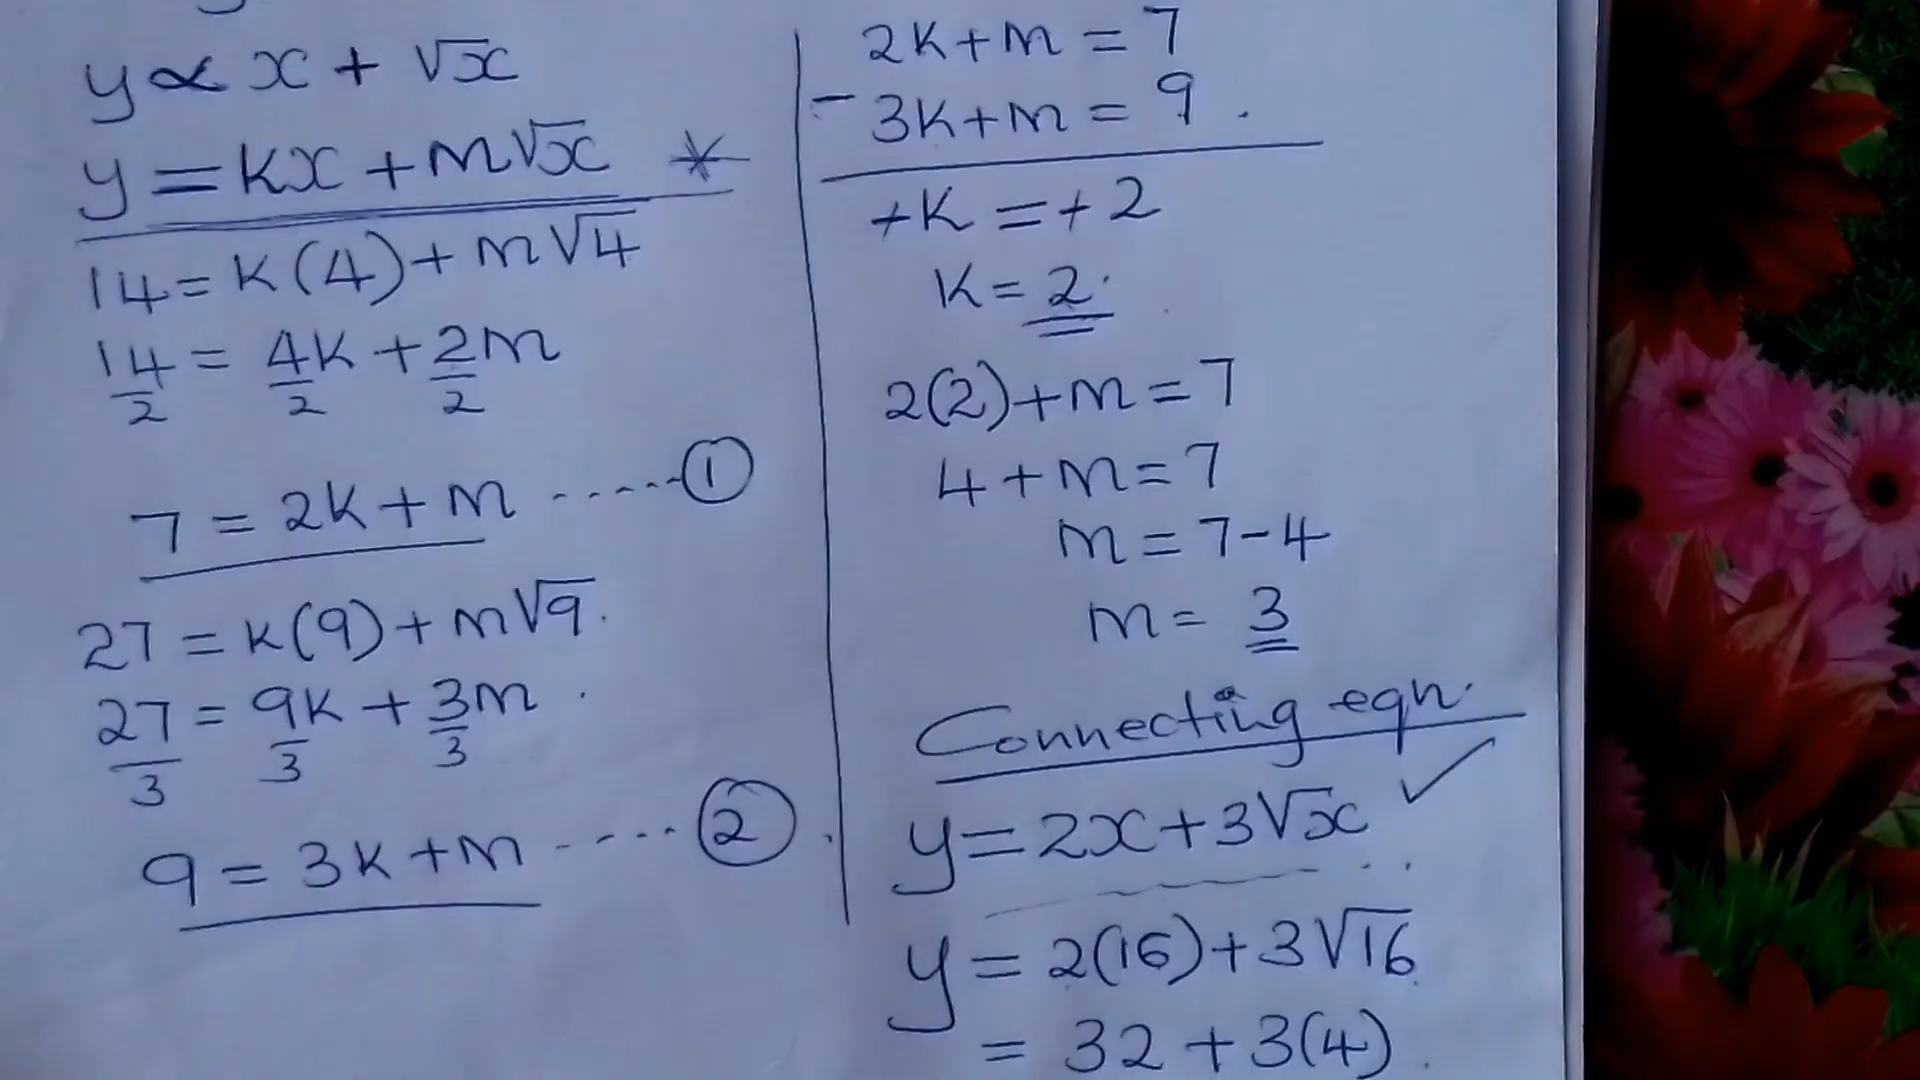 y ∝ x + √x
y = kx + m√x *
14 = k(4) + m√4
14/2 = 4k/2 + 2m/2
7 = 2k + m ------ ①
27 = k(9) + m√9.
27/3 = 9k/3 + 3m/3 .
9 = 3k + m ------ ② .
2k + m = 7
- 3k + m = 9 .
+k = +2
k = 2.
2(2) + m = 7
4 + m = 7
m = 7 - 4
m = 3
Connecting eqn.
y = 2x + 3√x ✓
y = 2(16) + 3√16
= 32 + 3(4) .